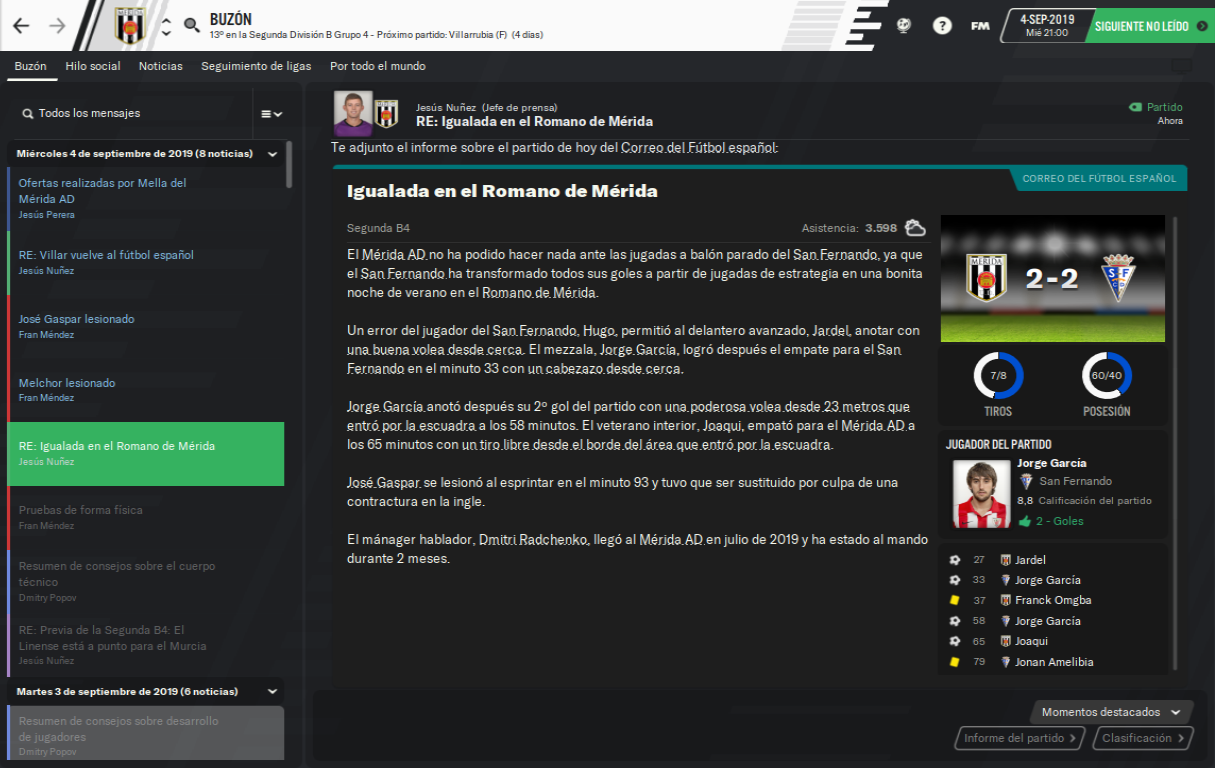 BUZÓN
13º en la Segunda División B Grupo 4 - Próximo partido: Villarrubia (F) (4 días)
FM
4-SEP-2019
Mié 21:00
SIGUIENTE NO LEÍDO
Buzón Hilo social Noticias Seguimiento de ligas Por todo el mundo
Todos los mensajes
Miércoles 4 de septiembre de 2019 (8 noticias)
Ofertas realizadas por Mella del
Mérida AD
Jesús Perera
RE: Villar vuelve al fútbol español
Jesús Nuñez
José Gaspar lesionado
Fran Méndez
Melchor lesionado
Fran Méndez
RE: Igualada en el Romano de Mérida
Jesús Nuñez
Pruebas de forma física
Fran Méndez
Resumen de consejos sobre el cuerpo
técnico
Dmitry Popov
RE: Previa de la Segunda B4: El
Linense está a punto para el Murcia
Jesús Nuñez
Martes 3 de septiembre de 2019 (6 noticias)
Resumen de consejos sobre desarrollo
de jugadores
Dmitry Popov
Jesús Nuñez (Jefe de prensa)
RE: Igualada en el Romano de Mérida
Partido
Ahora
Te adjunto el informe sobre el partido de hoy del Correo del Fútbol español:
CORREO DEL FÚTBOL ESPAÑOL
Igualada en el Romano de Mérida
Segunda B4
Asistencia: 3.598
El Mérida AD no ha podido hacer nada ante las jugadas a balón parado del San Fernando, ya que
el San Fernando ha transformado todos sus goles a partir de jugadas de estrategia en una bonita
noche de verano en el Romano de Mérida.
Un error del jugador del San Fernando, Hugo, permitió al delantero avanzado, Jardel, anotar con
una buena volea desde cerca. El mezzala, Jorge García, logró después el empate para el San
Fernando en el minuto 33 con un cabezazo desde cerca.
Jorge García anotó después su 2º gol del partido con una poderosa volea desde 23 metros que
entró por la escuadra a los 58 minutos. El veterano interior, Joaqui, empató para el Mérida AD a
los 65 minutos con un tiro libre desde el borde del área que entró por la escuadra.
José Gaspar se lesionó al esprintar en el minuto 93 y tuvo que ser sustituido por culpa de una
contractura en la ingle.
El mánager hablador, Dmitri Radchenko, llegó al Mérida AD en julio de 2019 y ha estado al mando
durante 2 meses.
MÉRIDA
2-2
7/8
TIROS
60/40
POSESIÓN
JUGADOR DEL PARTIDO
Jorge García
San Fernando
8,8 Calificación del partido
2 - Goles
27 Jardel
33 Jorge García
37 Franck Omgba
58 Jorge García
65 Joaqui
79 Jonan Amelibia
Momentos destacados
Informe del partido
Clasificación